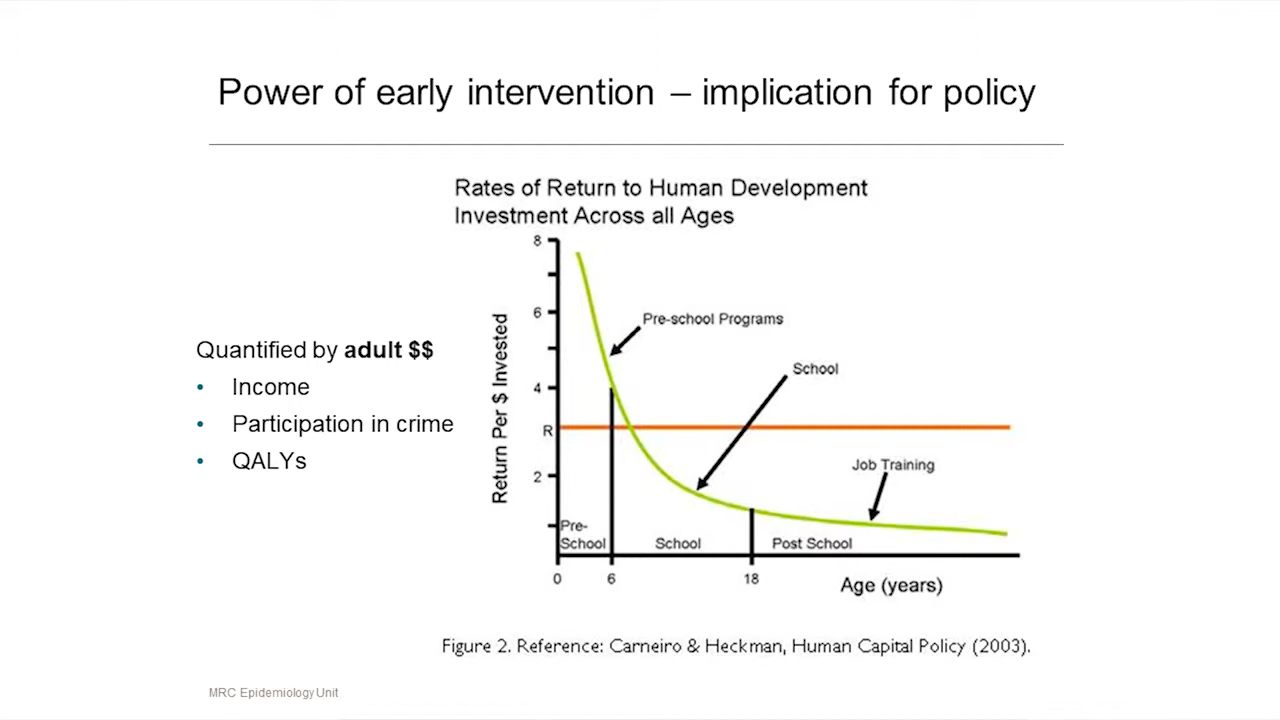 Power of early intervention – implication for policy
Rates of Return to Human Development
Investment Across all Ages
Quantified by adult $$
• Income
• Participation in crime
• QALYs
Return Per $ Invested
8
6
4
R
2
Pre-school Programs
School
Job Training
Pre-
School
School
Post School
0
6
18
Age (years)
Figure 2. Reference: Carneiro & Heckman, Human Capital Policy (2003).
MRC Epidemiology Unit